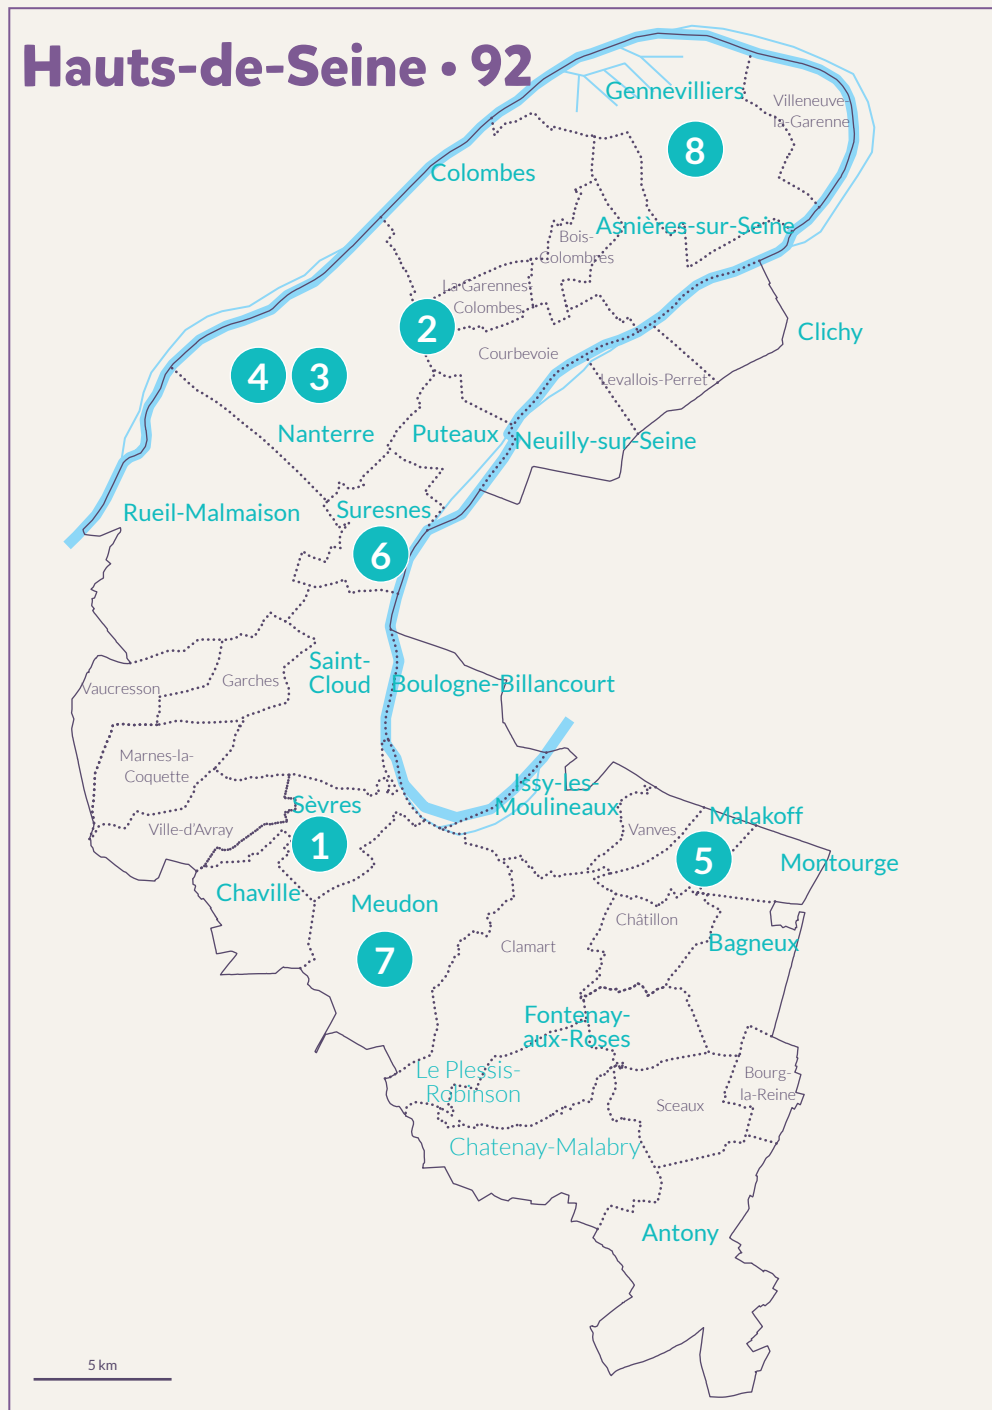 Hauts-de-Seine • 92
Gennevilliers
Villeneuve-
la-Garenne
8
Colombes
Asnières-sur-Seine
Bois-
Colombres
La Garennes
Colombes
2
Clichy
Courbevoie
4
3
Levallois-Perret
Nanterre
Puteaux
Neuilly-sur-Seine
Rueil-Malmaison
Suresnes
6
Saint-
Cloud
Garches
Vaucresson
Boulogne-Billancourt
Marnes-la-
Coquette
Issy-les-
Moulineaux
Sèvres
Malakoff
Ville-d’Avray
Vanves
1
5
Montourge
Chaville
Meudon
Châtillon
Clamart
Bagneux
7
Fontenay-
aux-Roses
Le Plessis-
Robinson
Bourg-
la-Reine
Sceaux
Chatenay-Malabry
Antony
5 km